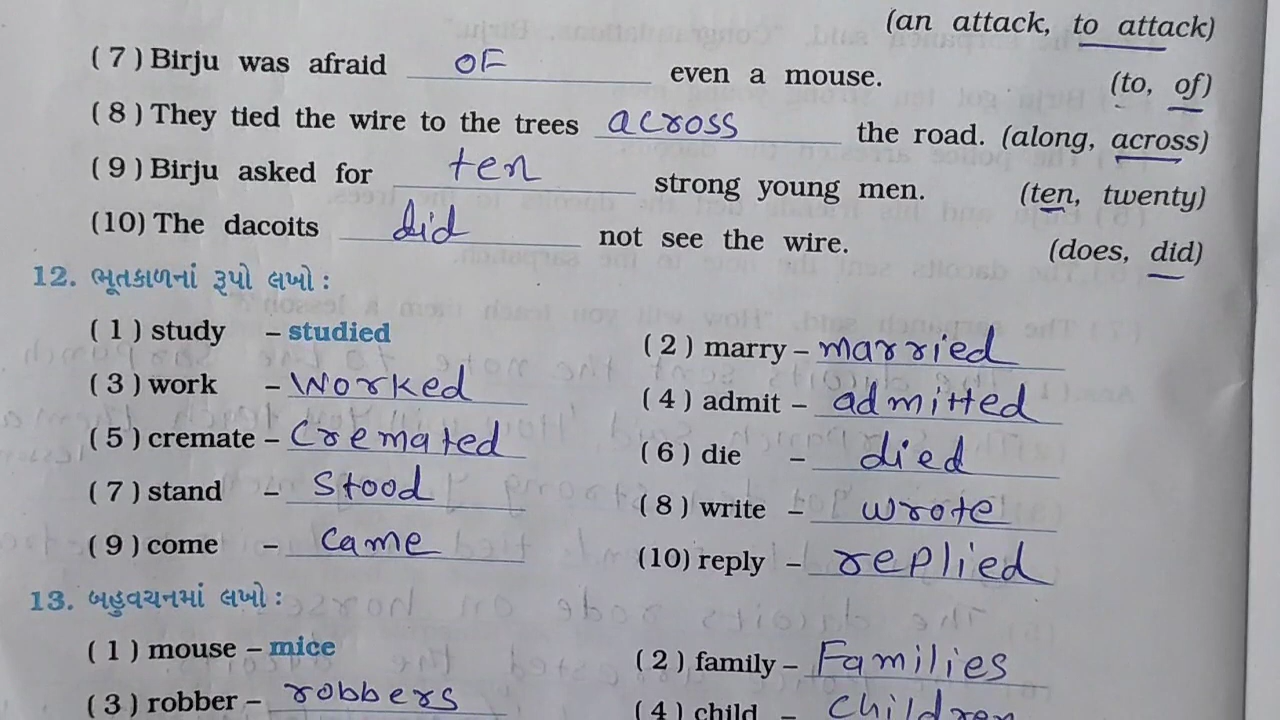 (an attack, to attack)
( 7 ) Birju was afraid OF even a mouse. (to, of)
( 8 ) They tied the wire to the trees across the road. (along, across)
( 9 ) Birju asked for ten strong young men. (ten, twenty)
(10) The dacoits did not see the wire. (does, did)
12. ભૂતકાળનાં રૂપો લખો :
( 1 ) study – studied ( 2 ) marry – married
( 3 ) work – Worked ( 4 ) admit – admitted
( 5 ) cremate – Cremated ( 6 ) die – died
( 7 ) stand – Stood ( 8 ) write – wrote
( 9 ) come – came (10) reply – replied
13. બહુવચનમાં લખો :
( 1 ) mouse – mice ( 2 ) family – Families
( 3 ) robber – robbers ( 4 ) child – Children